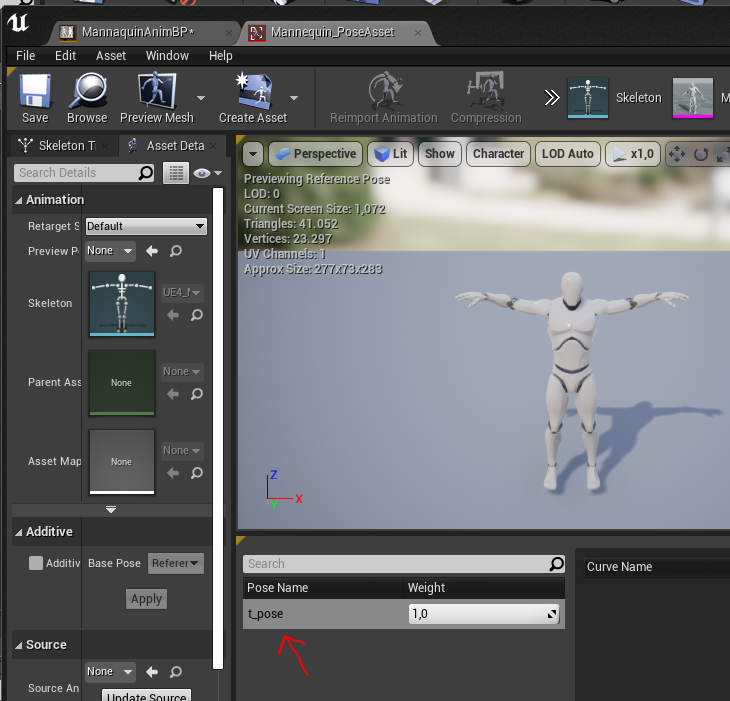 MannaquinAnimBP*
Mannequin_PoseAsset
File Edit Asset Window Help
Save Browse Preview Mesh Create Asset Reimport Animation Compression Skeleton M
Skeleton T Asset Deta
Search Details
Perspective Lit Show Character LOD Auto x1,0
Previewing Reference Pose
LOD: 0
Current Screen Size: 1,072
Triangles: 41.052
Vertices: 23.297
UV Channels: 1
Approx Size: 277x73x283
Animation
Retarget S Default
Preview P None
Skeleton UE4_M
Parent Ass None None
Asset Map None None
Z
X
Y
Additive
Additiv Base Pose Referen
Apply
Source
None
Source An Update Source
Search
Pose Name Weight
t_pose 1,0
Curve Name